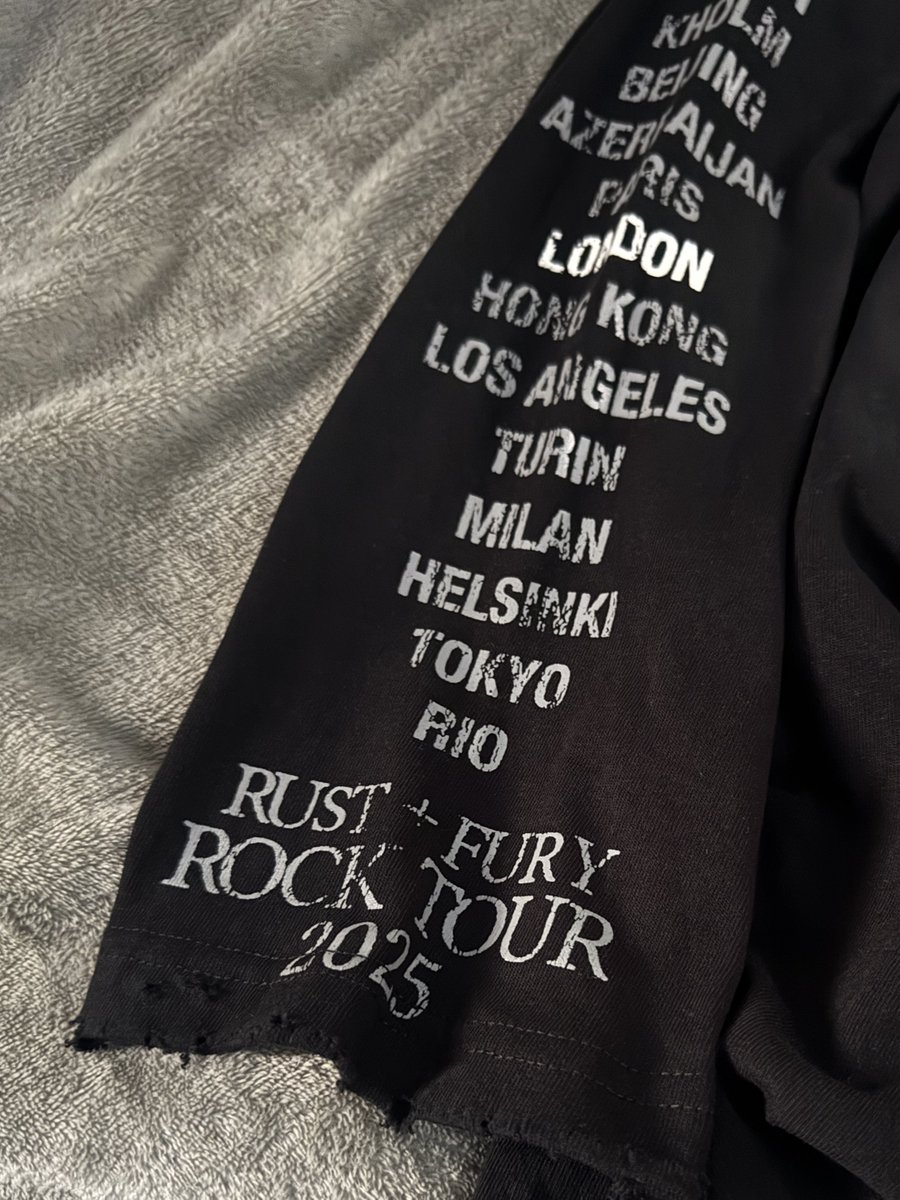 KHOLM
BEIJING
AZERBAIJAN
PARIS
LONDON
HONG KONG
LOS ANGELES
TURIN
MILAN
HELSINKI
TOKYO
RIO
RUST + FURY
ROCK TOUR
2025